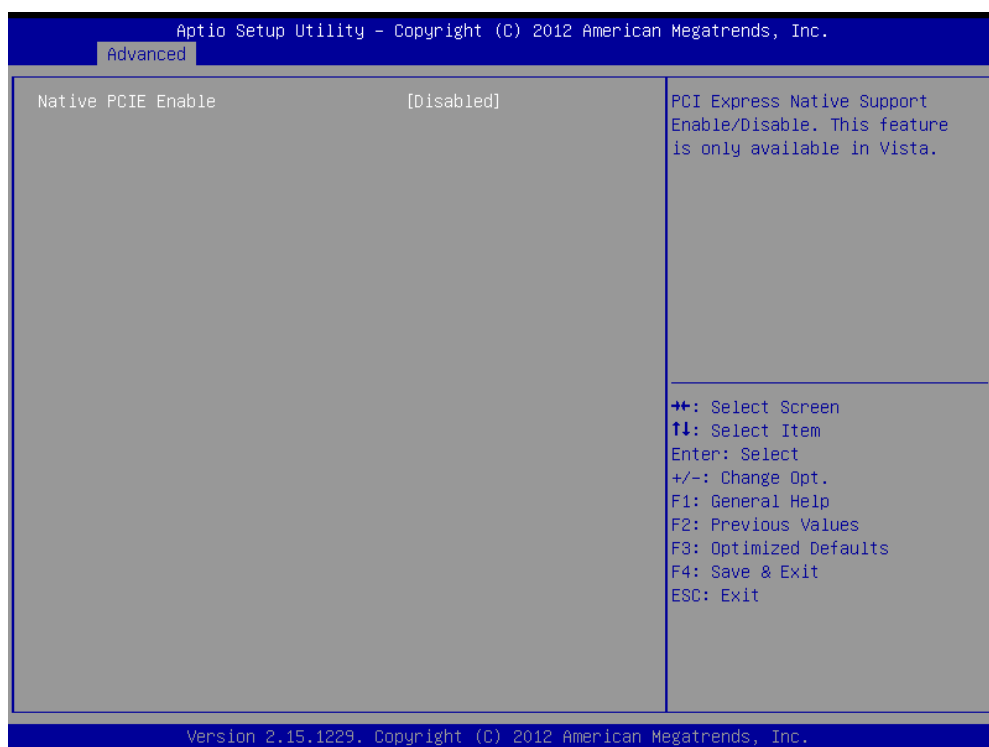 Aptio Setup Utility – Copyright (C) 2012 American Megatrends, Inc.
Advanced
Native PCIE Enable [Disabled]
PCI Express Native Support
Enable/Disable. This feature
is only available in Vista.
→←: Select Screen
↑↓: Select Item
Enter: Select
+/-: Change Opt.
F1: General Help
F2: Previous Values
F3: Optimized Defaults
F4: Save & Exit
ESC: Exit
Version 2.15.1229. Copyright (C) 2012 American Megatrends, Inc.